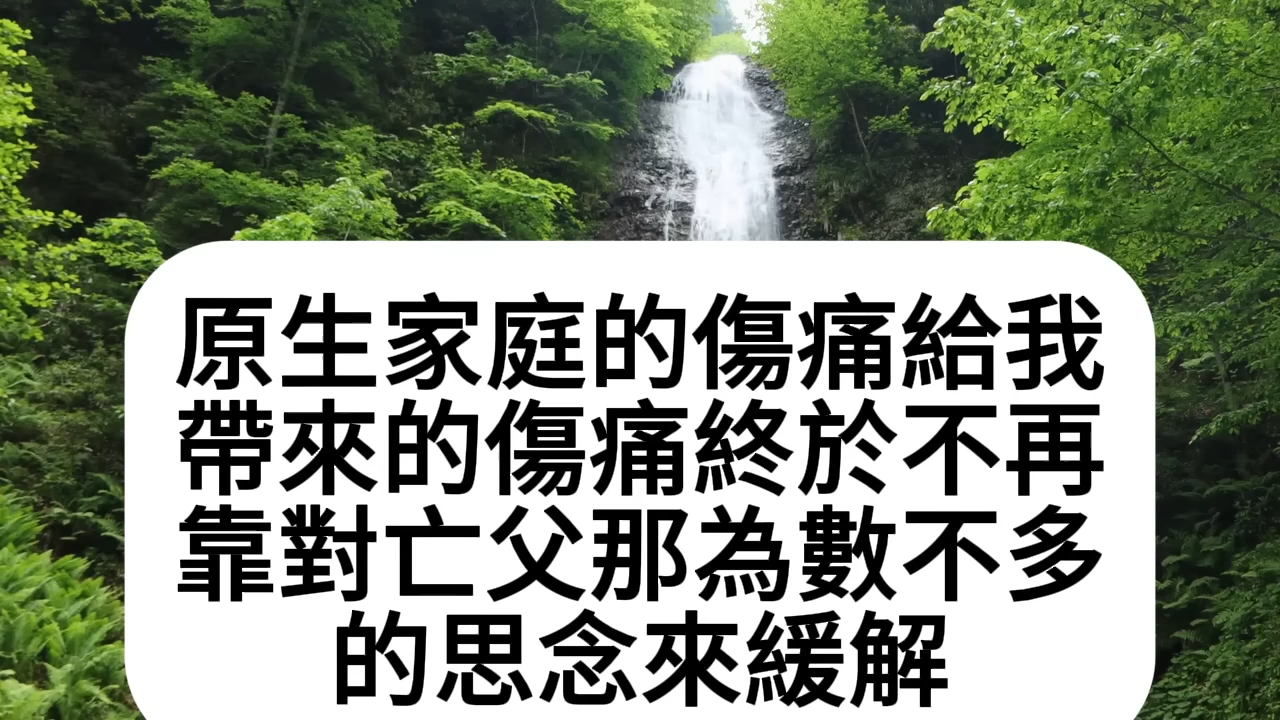 原生家庭的傷痛給我
帶來的傷痛終於不再
靠對亡父那為數不多
的思念來緩解